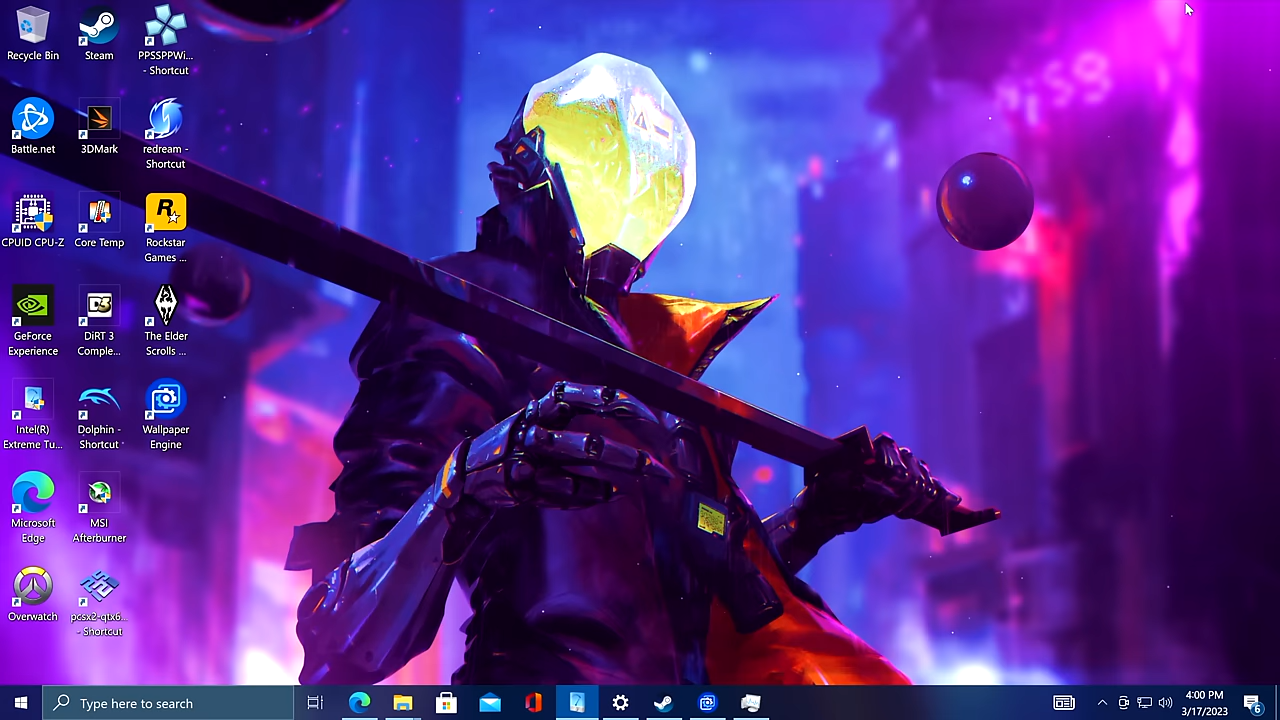 Recycle Bin
Steam
PPSSPPWi...
- Shortcut
Battle.net
3DMark
redream -
Shortcut
CPUID CPU-Z
Core Temp
Rockstar
Games ...
GeForce
Experience
DiRT 3
Comple...
The Elder
Scrolls ...
Intel(R)
Extreme Tu...
Dolphin -
Shortcut
Wallpaper
Engine
Microsoft
Edge
MSI
Afterburner
Overwatch
pcsx2-qtx6...
- Shortcut
Type here to search
4:00 PM
3/17/2023
6